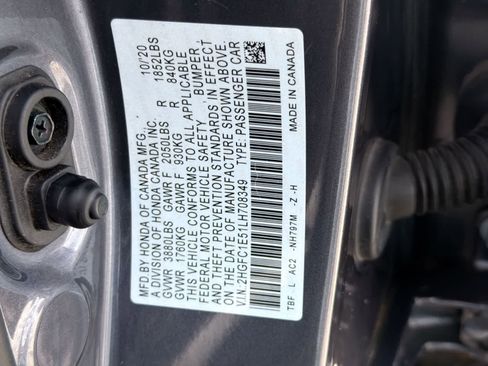 MFD BY HONDA OF CANADA MFG. 10/20
A DIVISION OF HONDA CANADA INC.
GVWR 3880LBS GAWR F 2050LBS R 1852LBS
GVWR 1760KG GAWR F 930KG R 840KG
THIS VEHICLE CONFORMS TO ALL APPLICABLE
FEDERAL MOTOR VEHICLE SAFETY BUMPER
AND THEFT PREVENTION STANDARDS IN EFFECT
ON THE DATE OF MANUFACTURE SHOWN ABOVE.
V.I.N. 2HGFC1E51LH708349 TYPE: PASSENGER CAR
TBF L AC2 NH797M -Z -H MADE IN CANADA